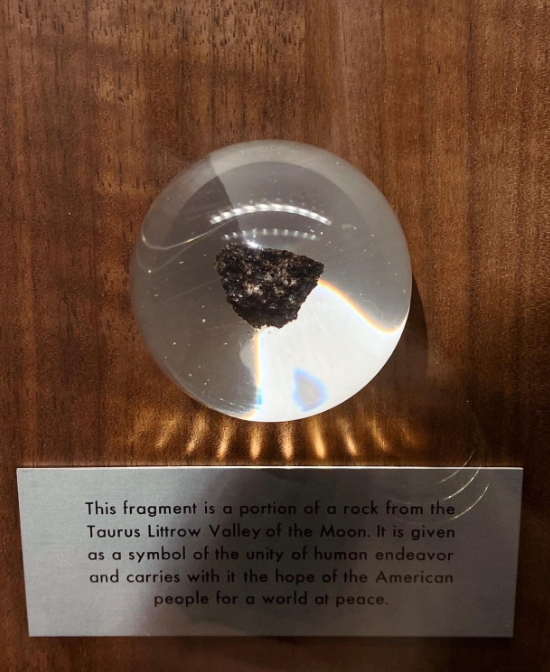 This fragment is a portion of a rock from the
Taurus Littrow Valley of the Moon. It is given
as a symbol of the unity of human endeavor
and carries with it the hope of the American
people for a world at peace.